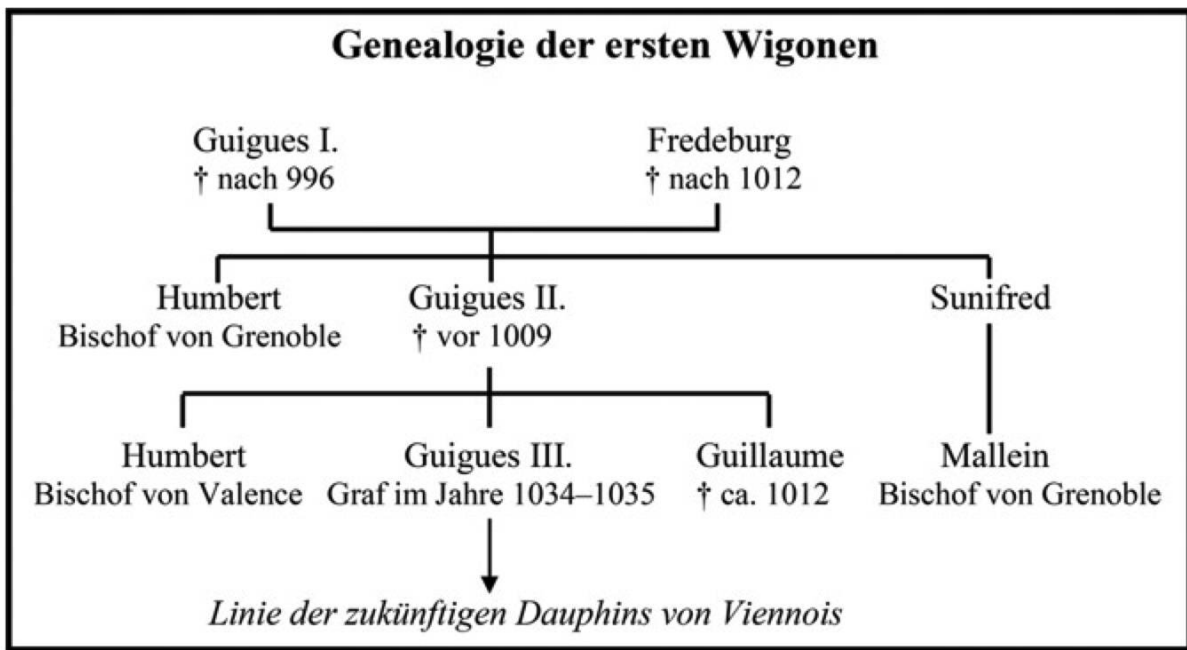 Genealogie der ersten Wigonen
Guigues I.
† nach 996
Fredeburg
† nach 1012
Humbert
Bischof von Grenoble
Guigues II.
† vor 1009
Sunifred
Humbert
Bischof von Valence
Guigues III.
Graf im Jahre 1034–1035
Guillaume
† ca. 1012
Mallein
Bischof von Grenoble
Linie der zukünftigen Dauphins von Viennois